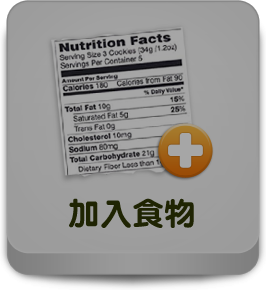 Nutrition Facts
Serving Size 3 Cookies (34g /1.2oz)
Servings Per Container 5
Amount Per Serving
Calories 180 Calories from Fat 90
% Daily Value*
Total Fat 10g 15%
Saturated Fat 5g 25%
Trans Fat 0g
Cholesterol 10mg
Sodium 80mg
Total Carbohydrate 21g
Dietary Fiber Less than
加入食物